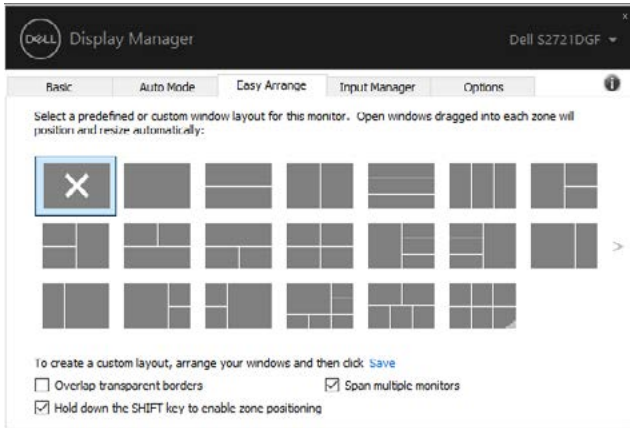 DELL Display Manager
Dell S2721DGF
Basic Auto Mode Easy Arrange Input Manager Options
Select a predefined or custom window layout for this monitor. Open windows dragged into each zone will
position and resize automatically:
To create a custom layout, arrange your windows and then click Save
Overlap transparent borders
Span multiple monitors
Hold down the SHIFT key to enable zone positioning